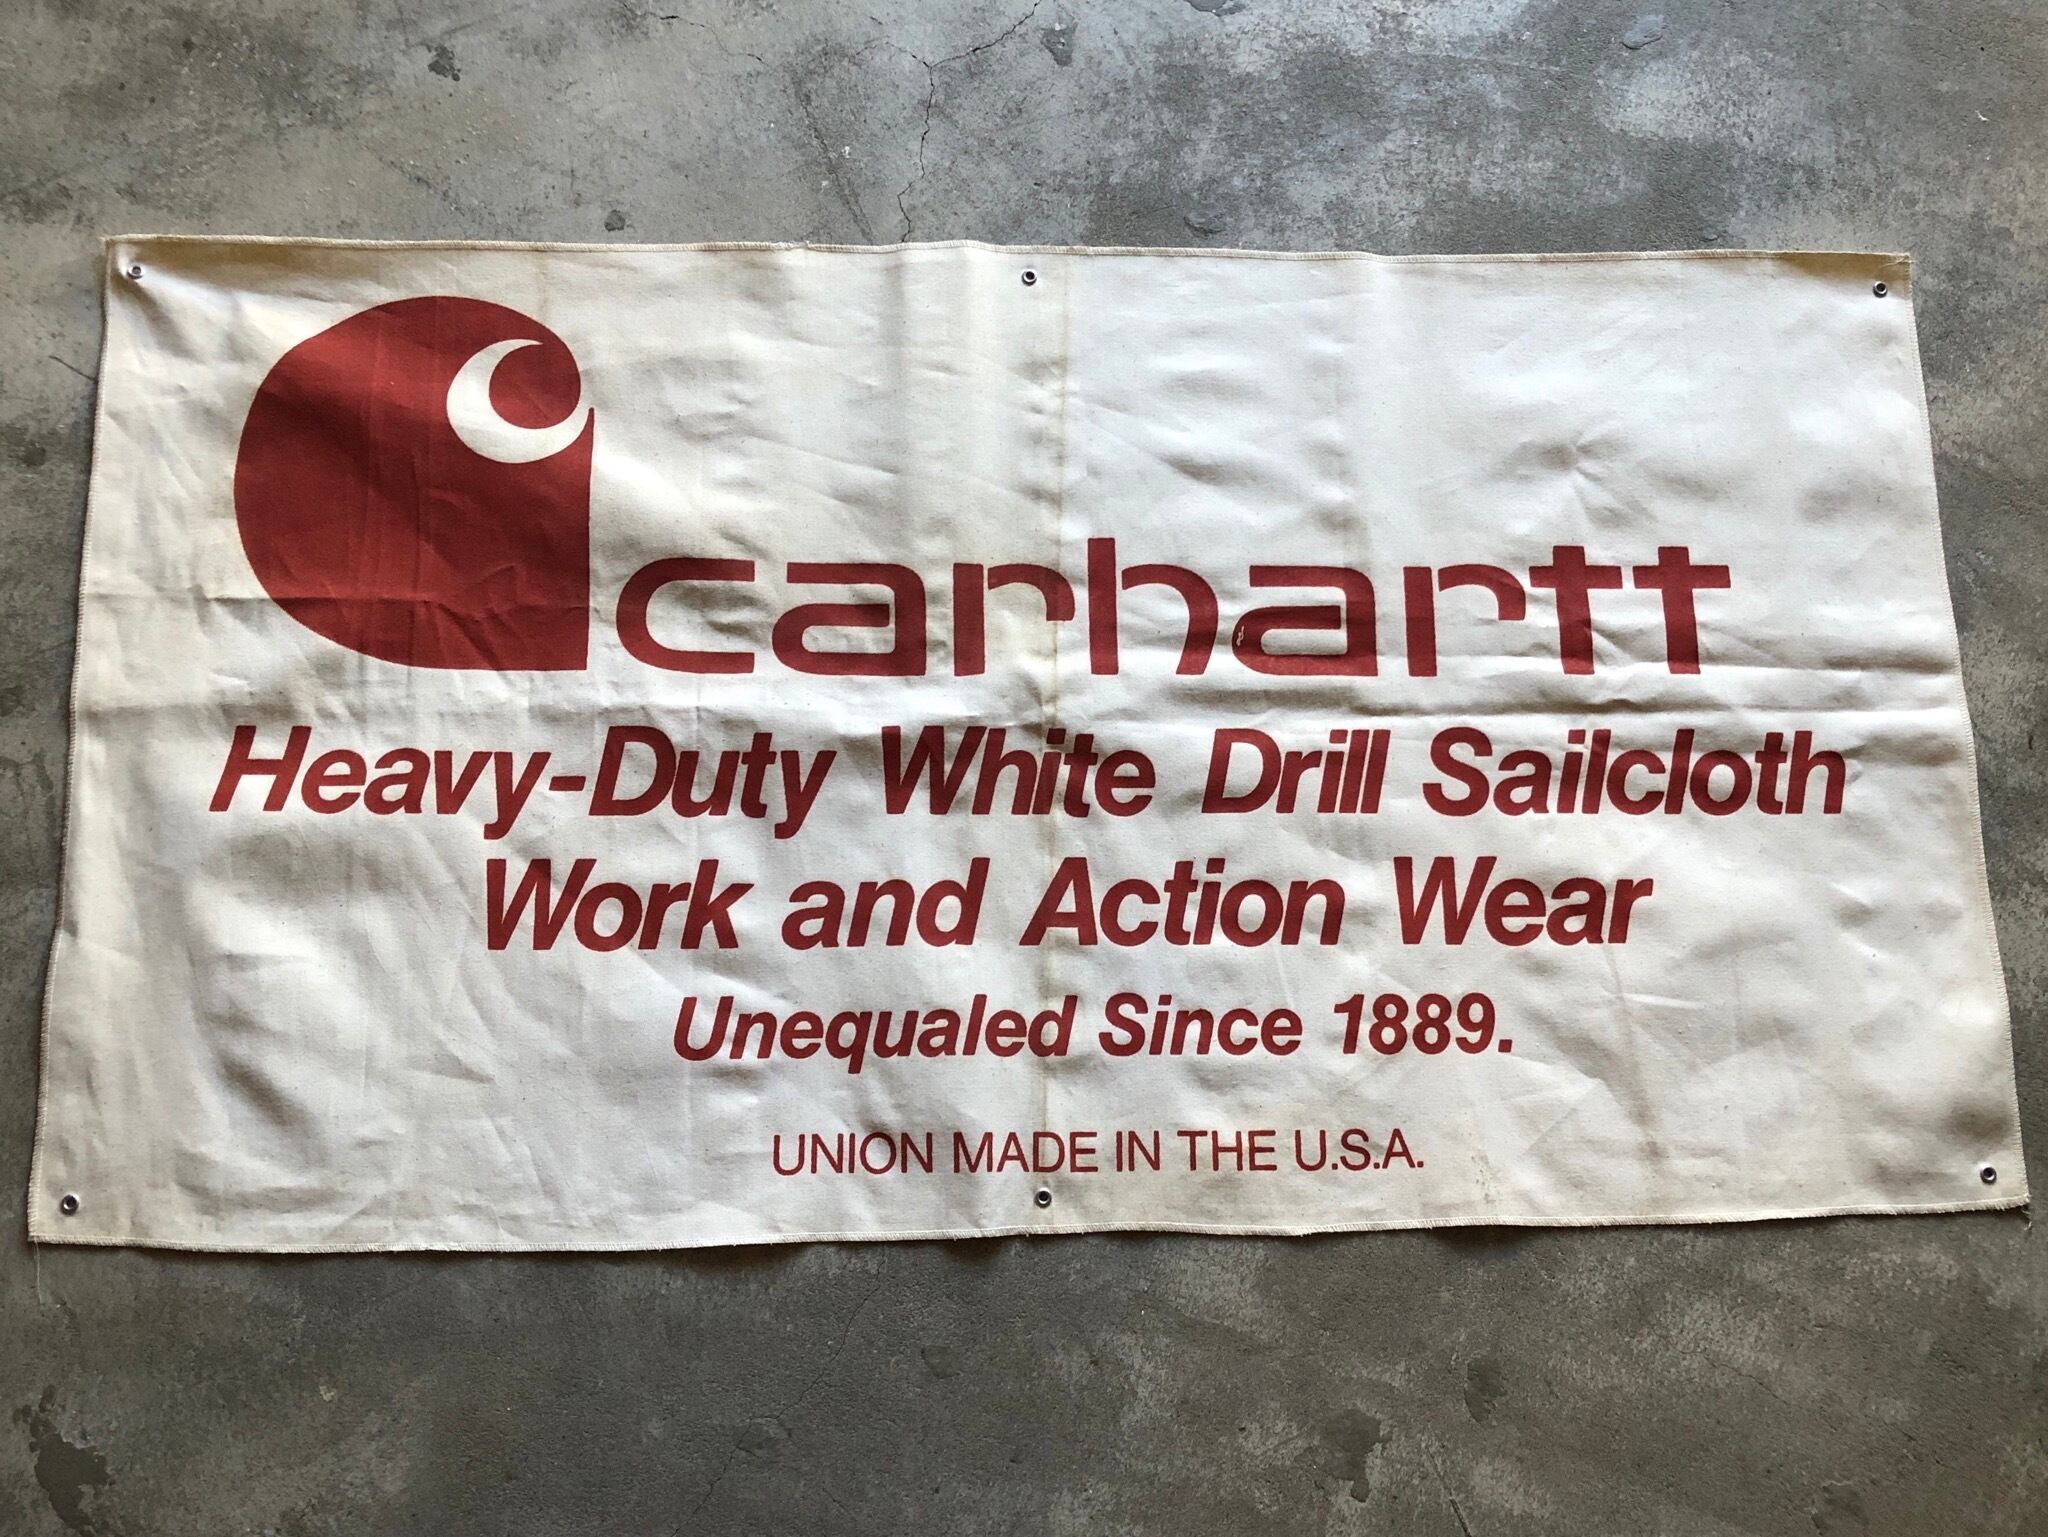 carhartt
Heavy-Duty White Drill Sailcloth
Work and Action Wear
Unequaled Since 1889.
UNION MADE IN THE U.S.A.